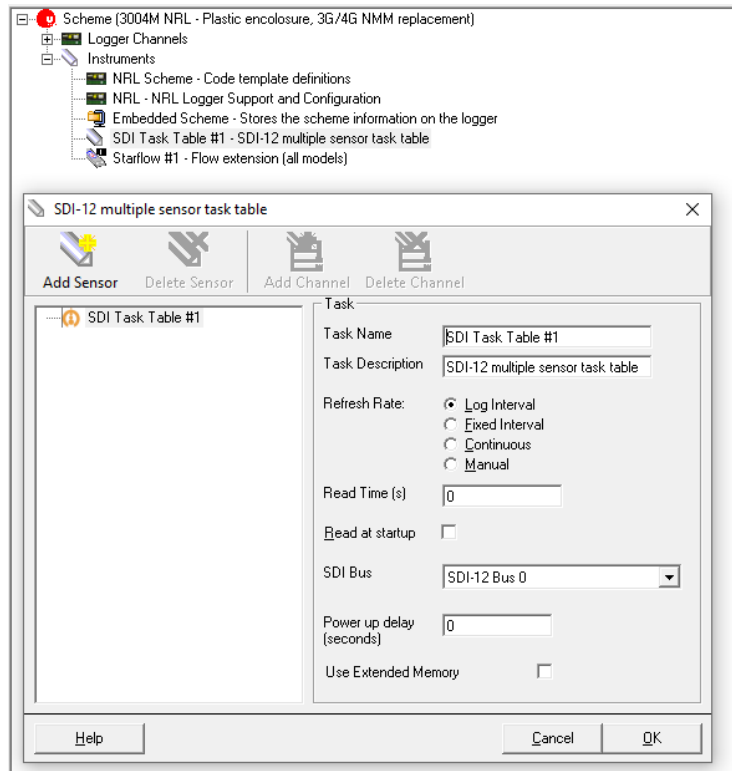 Scheme (3004M NRL - Plastic encolosure, 3G/4G NMM replacement)
Logger Channels
Instruments
NRL Scheme - Code template definitions
NRL - NRL Logger Support and Configuration
Embedded Scheme - Stores the scheme information on the logger
SDI Task Table #1 - SDI-12 multiple sensor task table
Starflow #1 - Flow extension (all models)
SDI-12 multiple sensor task table
Add Sensor Delete Sensor Add Channel Delete Channel
SDI Task Table #1
Task
Task Name SDI Task Table #1
Task Description SDI-12 multiple sensor task table
Refresh Rate: Log Interval
Fixed Interval
Continuous
Manual
Read Time (s) 0
Read at startup
SDI Bus SDI-12 Bus 0
Power up delay
(seconds) 0
Use Extended Memory
Help Cancel OK